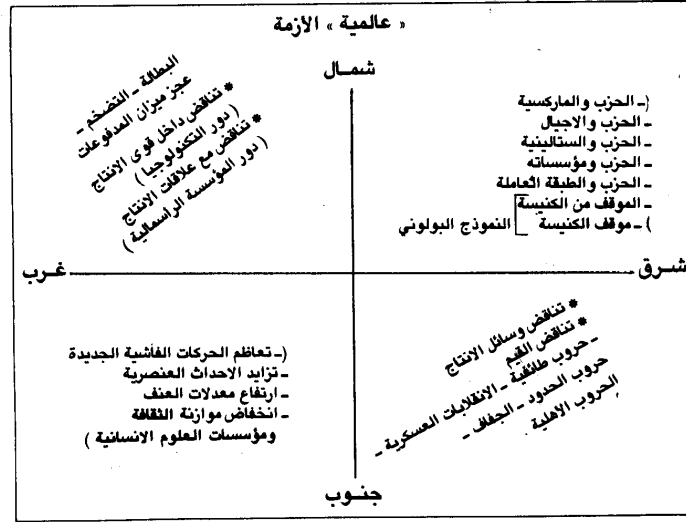 « عالمية » الأزمة
شمـال
البطالة - التضخم -
عجز ميزان المدفوعات
* تناقض داخل قوى الانتاج
( دور التكنولوجيا )
* تناقض مع علاقات الانتاج
( دور المؤسسة الراسمالية )
(- الحزب والماركسية
- الحزب والاجيال
- الحزب والستالينية
- الحزب ومؤسساته
- الحزب والطبقة العاملة
- الموقف من الكنيسة
) - موقف الكنيسة
النموذج البولوني
شـرق
غـرب
(- تعاظم الحركات الفاشية الجديدة
- تزايد الاحداث العنصرية
- ارتفاع معدلات العنف
- انخفاض موازنة الثقافة
ومؤسسات العلوم الانسانية )
* تناقض وسائل الانتاج
* تناقض القيم
- حروب طائفية - الانقلابات العسكرية -
حروب الحدود - الجفاف -
الحروب الأهلية
جنـوب